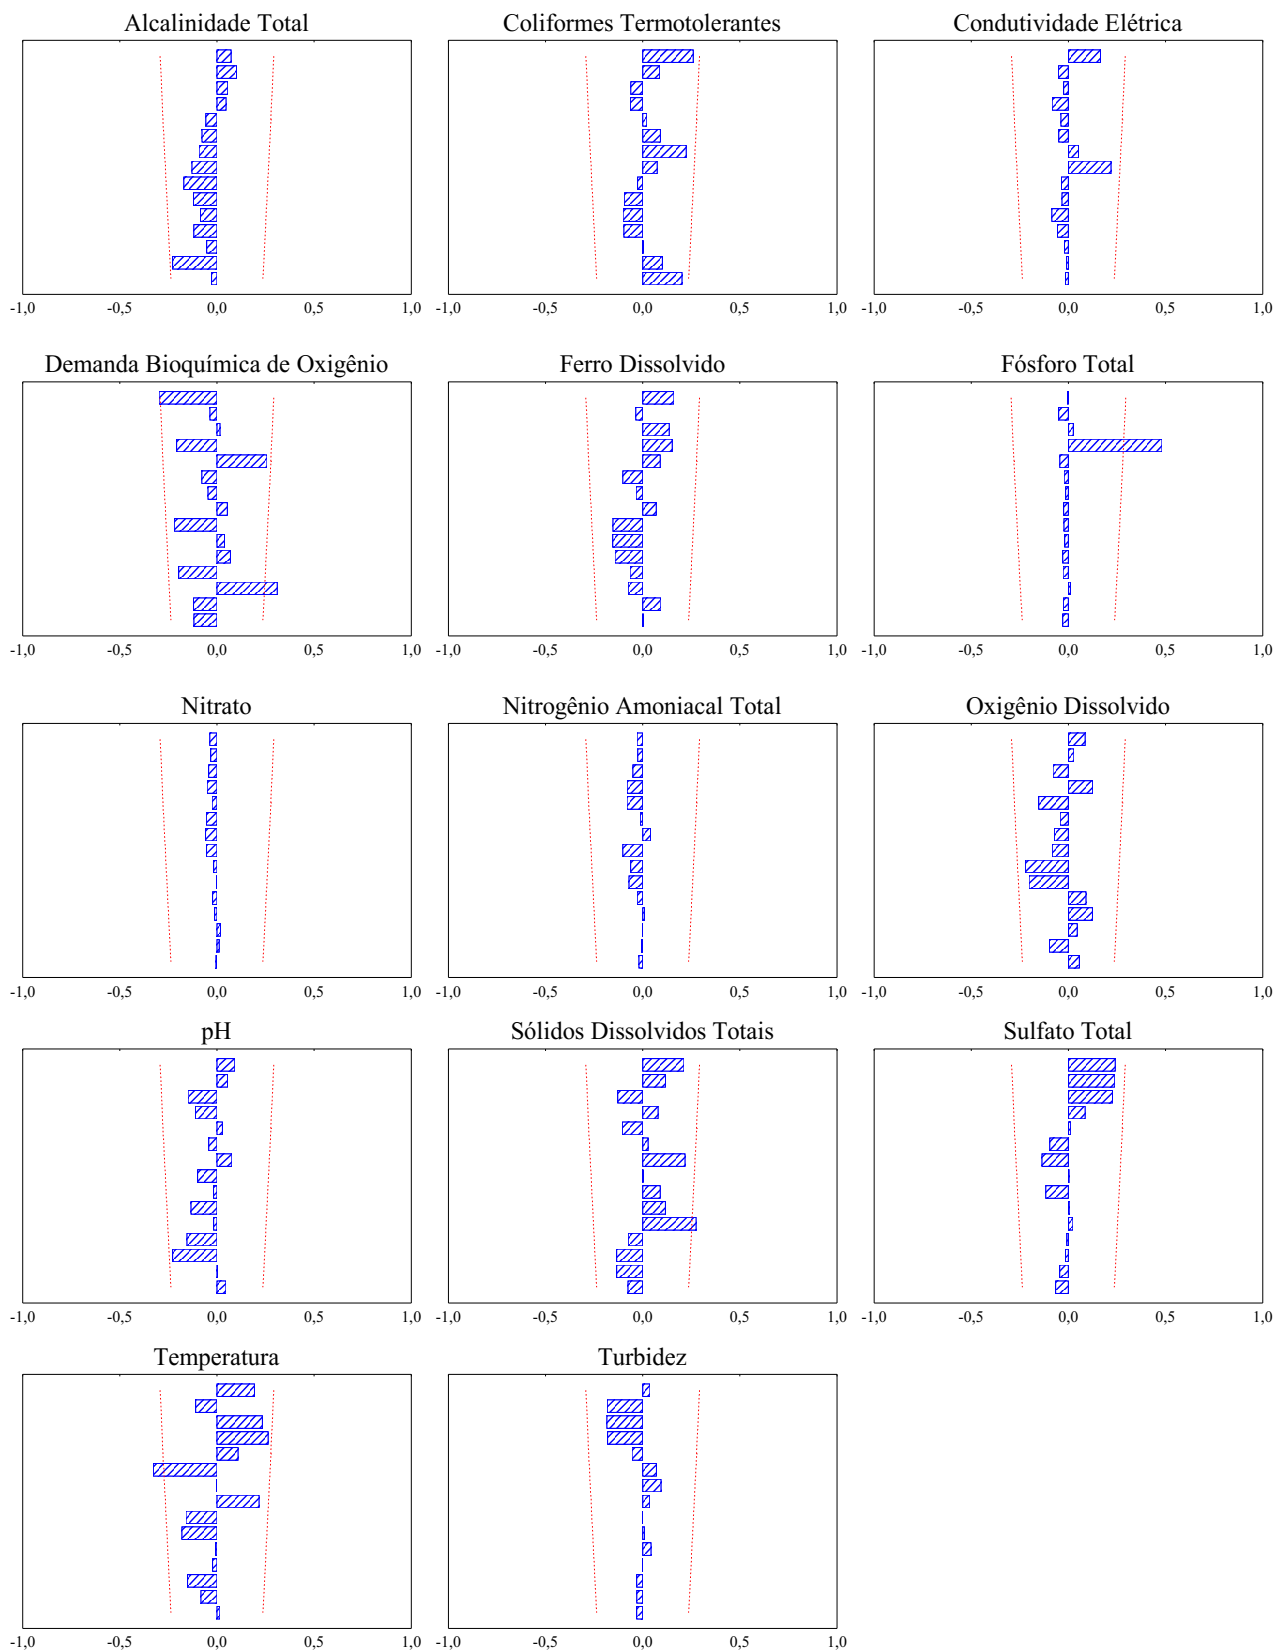 Alcalinidade Total Coliformes Termotolerantes Condutividade Elétrica
-1,0 -0,5 0,0 0,5 1,0 -1,0 -0,5 0,0 0,5 1,0 -1,0 -0,5 0,0 0,5 1,0
Demanda Bioquímica de Oxigênio Ferro Dissolvido Fósforo Total
-1,0 -0,5 0,0 0,5 1,0 -1,0 -0,5 0,0 0,5 1,0 -1,0 -0,5 0,0 0,5 1,0
Nitrato Nitrogênio Amoniacal Total Oxigênio Dissolvido
-1,0 -0,5 0,0 0,5 1,0 -1,0 -0,5 0,0 0,5 1,0 -1,0 -0,5 0,0 0,5 1,0
pH Sólidos Dissolvidos Totais Sulfato Total
-1,0 -0,5 0,0 0,5 1,0 -1,0 -0,5 0,0 0,5 1,0 -1,0 -0,5 0,0 0,5 1,0
Temperatura Turbidez
-1,0 -0,5 0,0 0,5 1,0 -1,0 -0,5 0,0 0,5 1,0